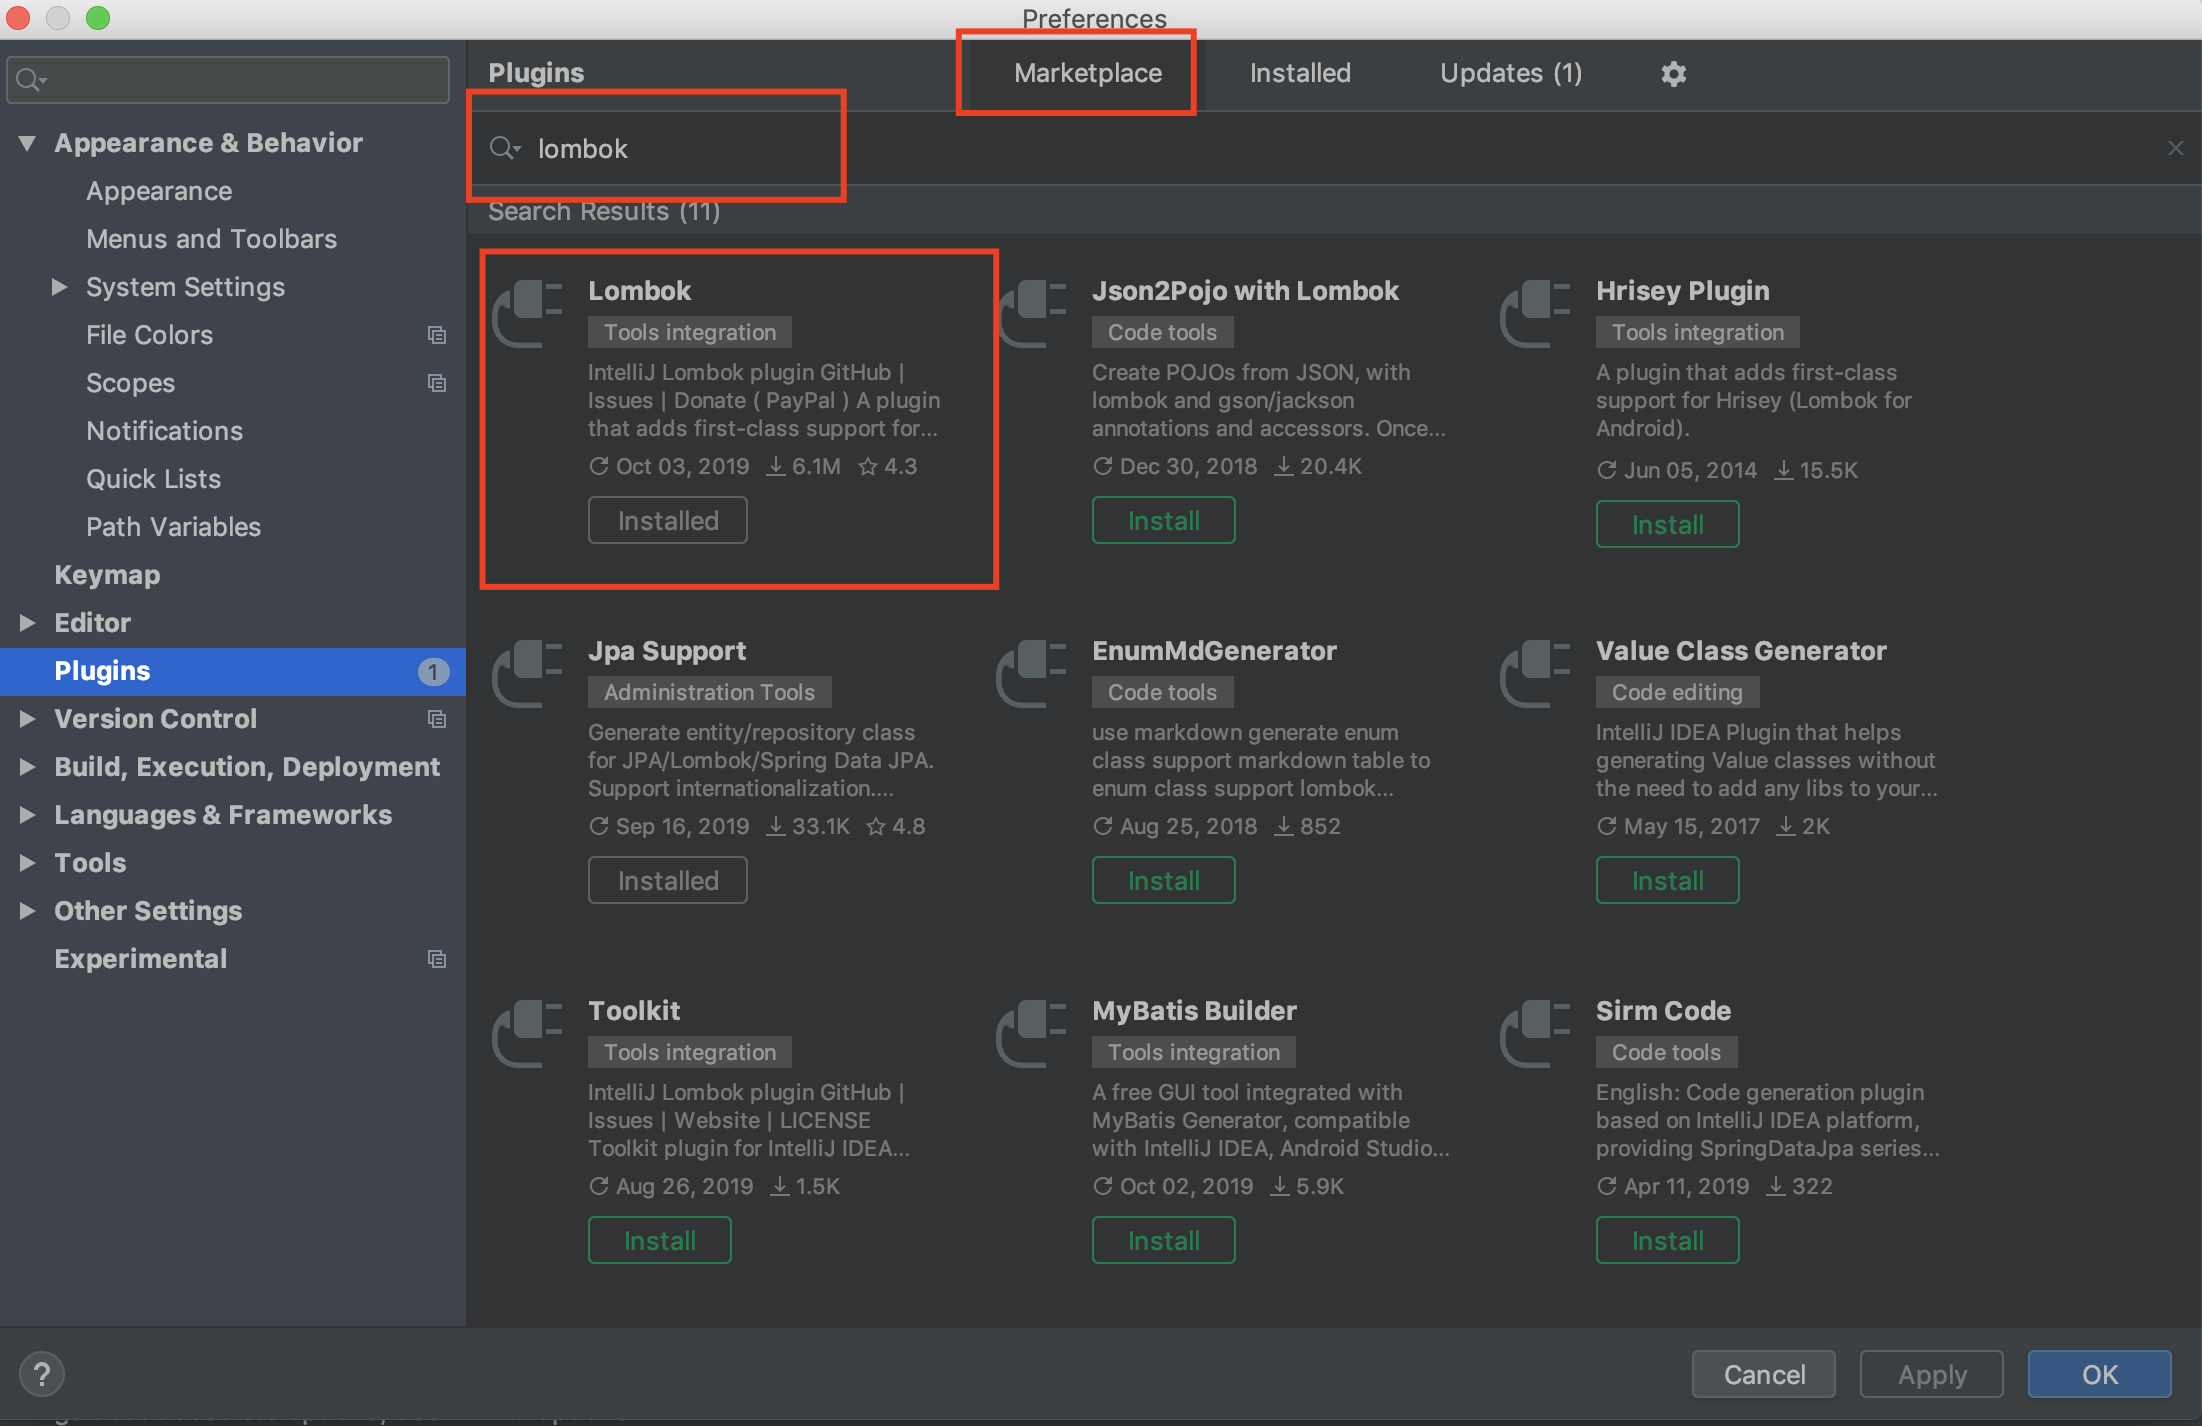 Preferences
Plugins
Marketplace
Installed
Updates (1)
lombok
Search Results (11)
Appearance & Behavior
Appearance
Menus and Toolbars
System Settings
File Colors
Scopes
Notifications
Quick Lists
Path Variables
Keymap
Editor
Plugins 1
Version Control
Build, Execution, Deployment
Languages & Frameworks
Tools
Other Settings
Experimental
Lombok
Tools integration
IntelliJ Lombok plugin GitHub |
Issues | Donate ( PayPal ) A plugin
that adds first-class support for...
Oct 03, 2019 6.1M 4.3
Installed
Json2Pojo with Lombok
Code tools
Create POJOs from JSON, with
lombok and gson/jackson
annotations and accessors. Once...
Dec 30, 2018 20.4K
Install
Hrisey Plugin
Tools integration
A plugin that adds first-class
support for Hrisey (Lombok for
Android).
Jun 05, 2014 15.5K
Install
Jpa Support
Administration Tools
Generate entity/repository class
for JPA/Lombok/Spring Data JPA.
Support internationalization....
Sep 16, 2019 33.1K 4.8
Installed
EnumMdGenerator
Code tools
use markdown generate enum
class support markdown table to
enum class support lombok...
Aug 25, 2018 852
Install
Value Class Generator
Code editing
IntelliJ IDEA Plugin that helps
generating Value classes without
the need to add any libs to your...
May 15, 2017 2K
Install
Toolkit
Tools integration
IntelliJ Lombok plugin GitHub |
Issues | Website | LICENSE
Toolkit plugin for IntelliJ IDEA...
Aug 26, 2019 1.5K
Install
MyBatis Builder
Tools integration
A free GUI tool integrated with
MyBatis Generator, compatible
with IntelliJ IDEA, Android Studio...
Oct 02, 2019 5.9K
Install
Sirm Code
Code tools
English: Code generation plugin
based on IntelliJ IDEA platform,
providing SpringDataJpa series...
Apr 11, 2019 322
Install
?
Cancel
Apply
OK